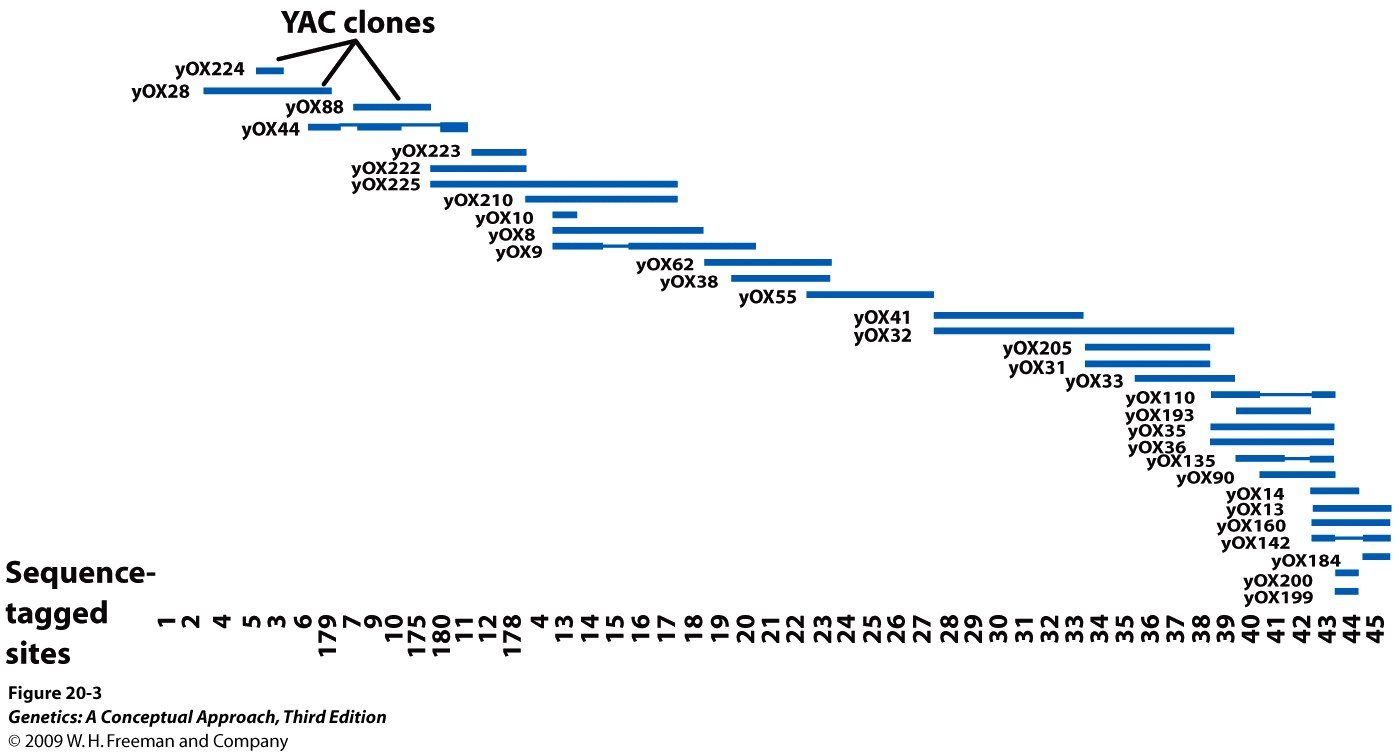 YAC clones
yOX224
yOX28
yOX88
yOX44
yOX223
yOX222
yOX225
yOX210
yOX10
yOX8
yOX9
yOX62
yOX38
yOX55
yOX41
yOX32
yOX205
yOX31
yOX33
yOX110
yOX193
yOX35
yOX36
yOX135
yOX90
yOX14
yOX13
yOX160
yOX142
yOX184
yOX200
yOX199
Sequence-
tagged
sites
1 2 4 5 3 6 179 7 9 10 175 180 11 12 178 4 13 14 15 16 17 18 19 20 21 22 23 24 25 26 27 28 29 30 31 32 33 34 35 36 37 38 39 40 41 42 43 44 45
Figure 20-3
Genetics: A Conceptual Approach, Third Edition
© 2009 W. H. Freeman and Company